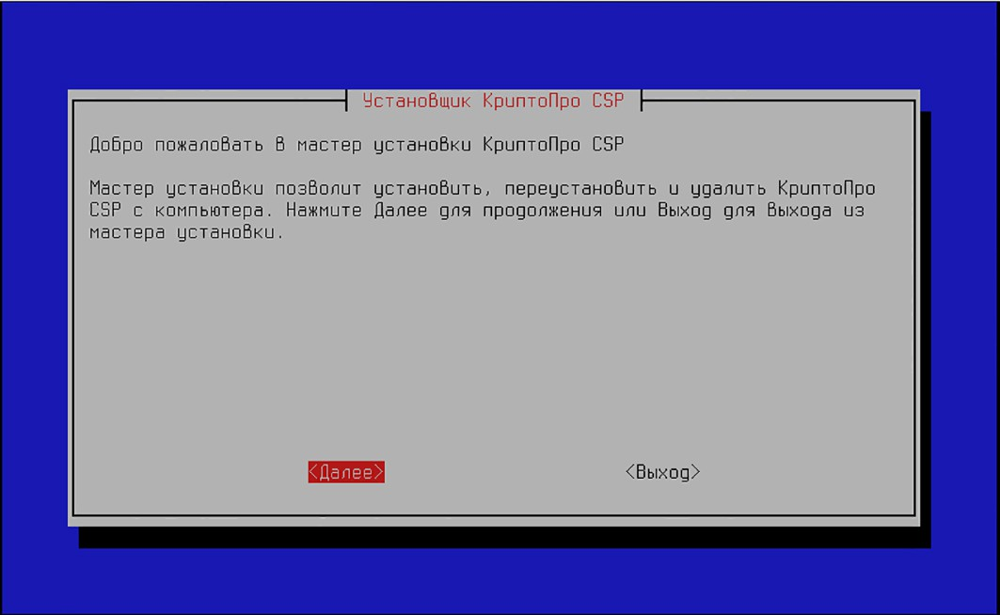 Установщик КриптоПро CSP
Добро пожаловать в мастер установки КриптоПро CSP
Мастер установки позволит установить, переустановить и удалить КриптоПро
CSP с компьютера. Нажмите Далее для продолжения или Выход для выхода из
мастера установки.
<Далее> <Выход>